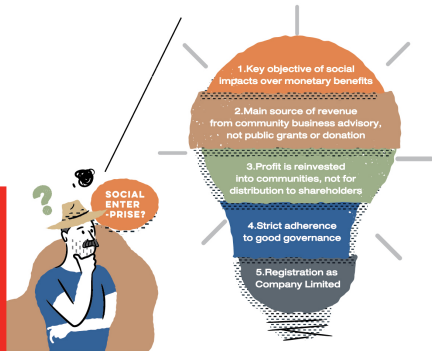 1.Key objective of social
impacts over monetary benefits
2.Main source of revenue
from community business advisory,
not public grants or donation
3.Profit is reinvested
into communities, not for
distribution to shareholders
4.Strict adherence
to good governance
5.Registration as
Company Limited
?
SOCIAL
ENTER
-PRISE?